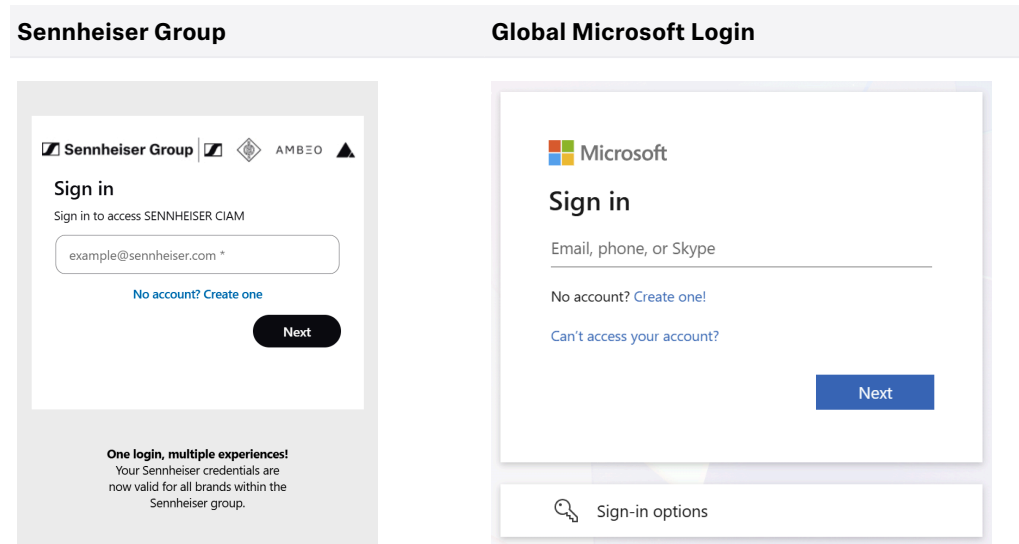 Sennheiser Group
Global Microsoft Login
Sennheiser Group
AMBEO
Sign in
Sign in to access SENNHEISER CIAM
example@sennheiser.com *
No account? Create one
Next
One login, multiple experiences!
Your Sennheiser credentials are
now valid for all brands within the
Sennheiser group.
Microsoft
Sign in
Email, phone, or Skype
No account? Create one!
Can't access your account?
Next
Sign-in options